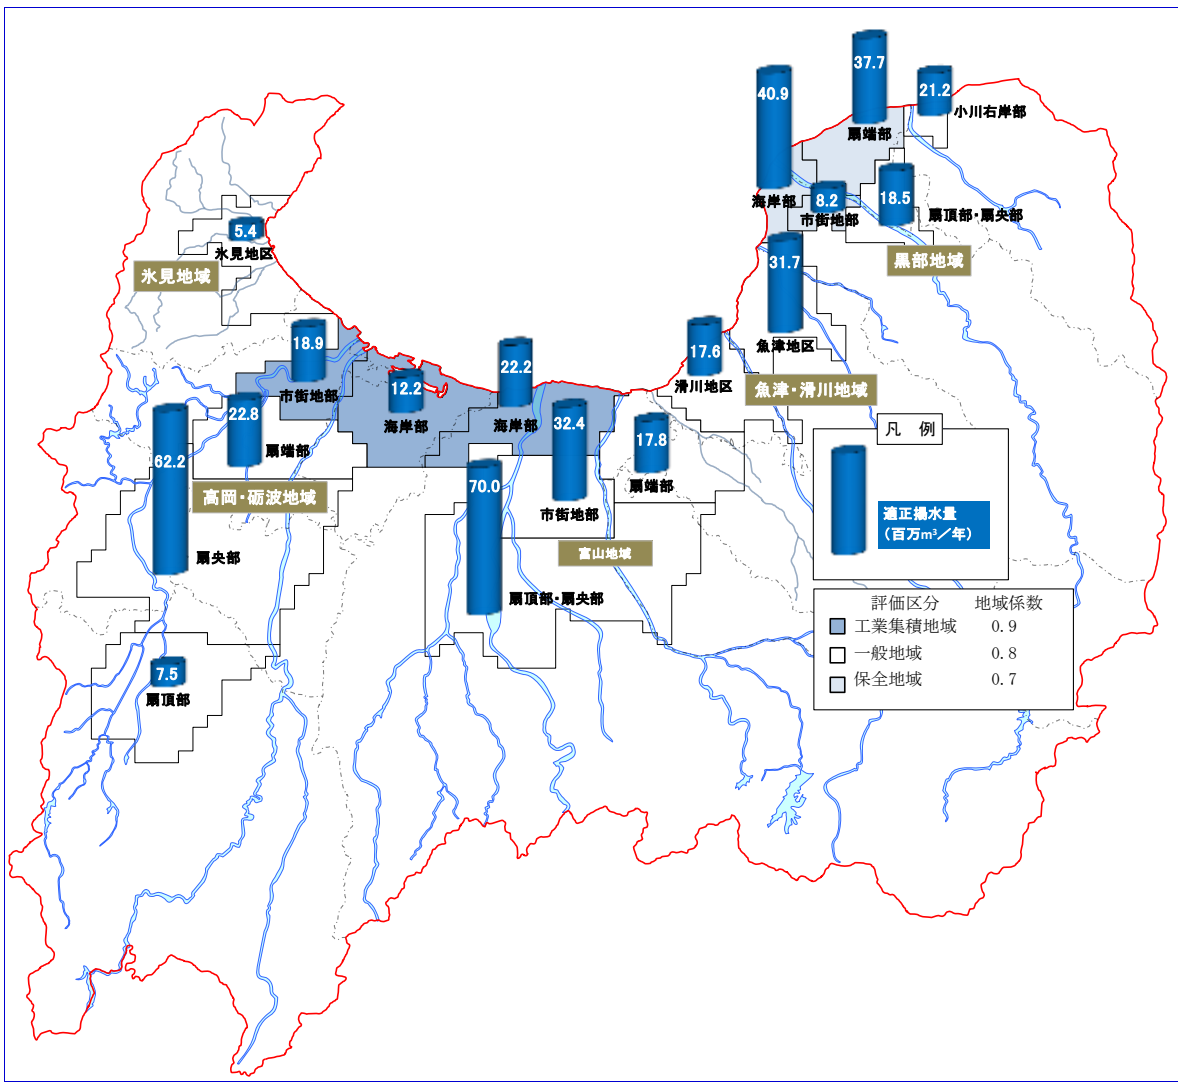 37.7
扇端部
21.2
小川右岸部
40.9
海岸部
8.2
市街地部
18.5
扇頂部・扇央部
黒部地域
5.4
氷見地区
氷見地域
31.7
魚津地区
17.6
滑川地区
魚津・滑川地域
18.9
市街地部
12.2
海岸部
22.2
海岸部
22.8
扇端部
32.4
市街地部
17.8
扇端部
62.2
扇央部
高岡・砺波地域
70.0
扇頂部・扇央部
富山地域
7.5
扇頂部
凡 例
適正揚水量
(百万m³/年)
評価区分 地域係数
工業集積地域 0.9
一般地域 0.8
保全地域 0.7